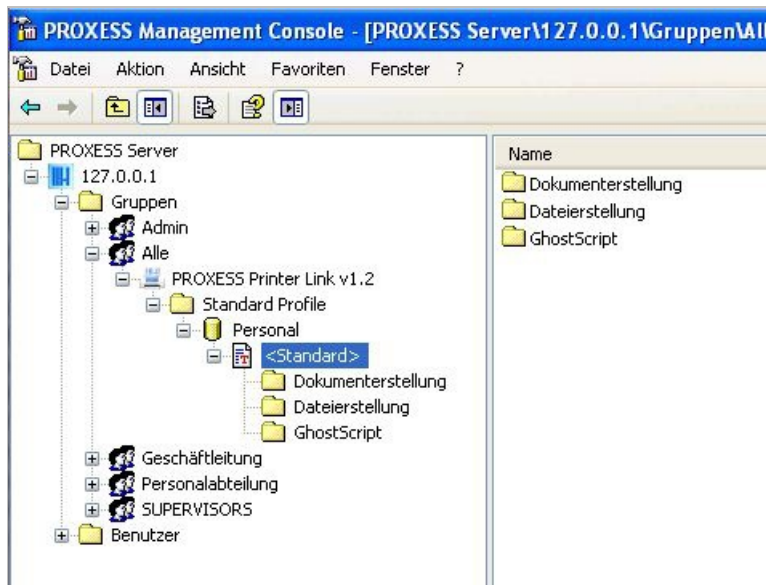 PROXESS Management Console - [PROXESS Server\127.0.0.1\Gruppen\All
Datei Aktion Ansicht Favoriten Fenster ?
PROXESS Server
127.0.0.1
Gruppen
Admin
Alle
PROXESS Printer Link v1.2
Standard Profile
Personal
<Standard>
Dokumenterstellung
Dateierstellung
GhostScript
Geschäftleitung
Personalabteilung
SUPERVISORS
Benutzer
Name
Dokumenterstellung
Dateierstellung
GhostScript